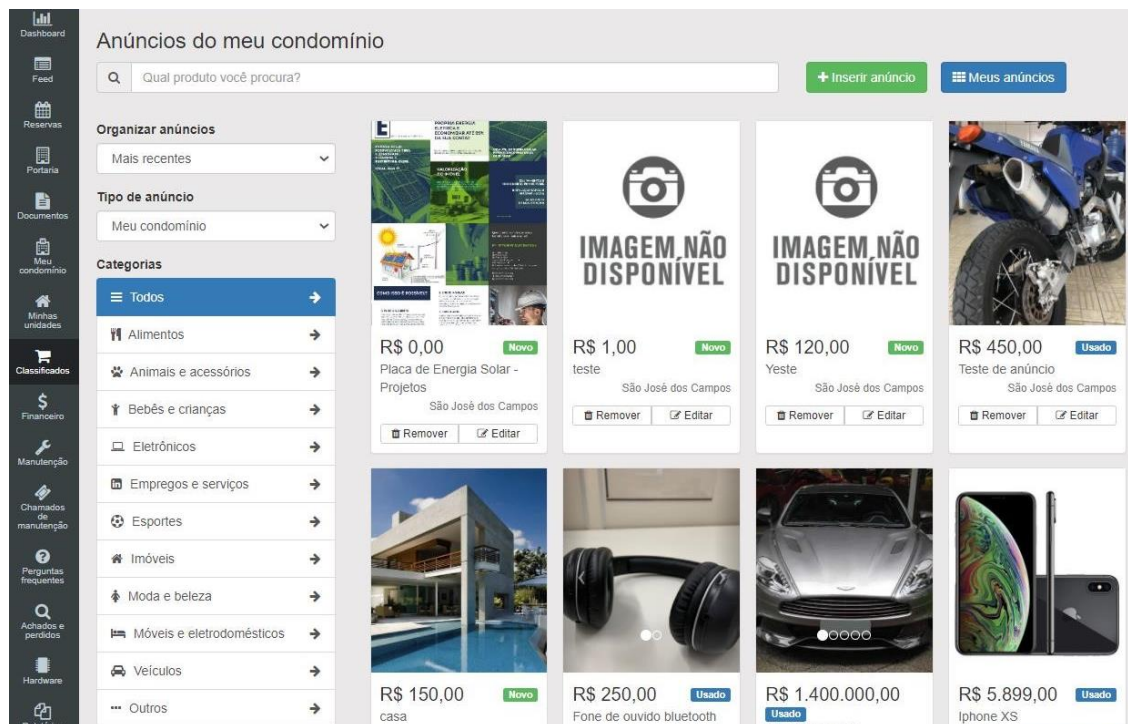 Dashboard
Feed
Reservas
Portaria
Documentos
Meu
condomínio
Minhas
unidades
Classificados
Financeiro
Manutenção
Chamados
de
manutenção
Perguntas
frequentes
Achados e
perdidos
Hardware
Anúncios do meu condomínio
Qual produto você procura?
Inserir anúncio
Meus anúncios
Organizar anúncios
Mais recentes
Tipo de anúncio
Meu condomínio
Categorias
Todos
Alimentos
Animais e acessórios
Bebês e crianças
Eletrônicos
Empregos e serviços
Esportes
Imóveis
Moda e beleza
Móveis e eletrodomésticos
Veículos
Outros
R$ 0,00 Novo
Placa de Energia Solar -
Projetos
São José dos Campos
Remover Editar
IMAGEM NÃO
DISPONÍVEL
R$ 1,00 Novo
teste
São José dos Campos
Remover Editar
IMAGEM NÃO
DISPONÍVEL
R$ 120,00 Novo
Yeste
São José dos Campos
Remover Editar
R$ 450,00 Usado
Teste de anúncio
São José dos Campos
Remover Editar
R$ 150,00 Novo
casa
R$ 250,00 Usado
Fone de ouvido bluetooth
R$ 1.400.000,00
Usado
R$ 5.899,00 Usado
Iphone XS